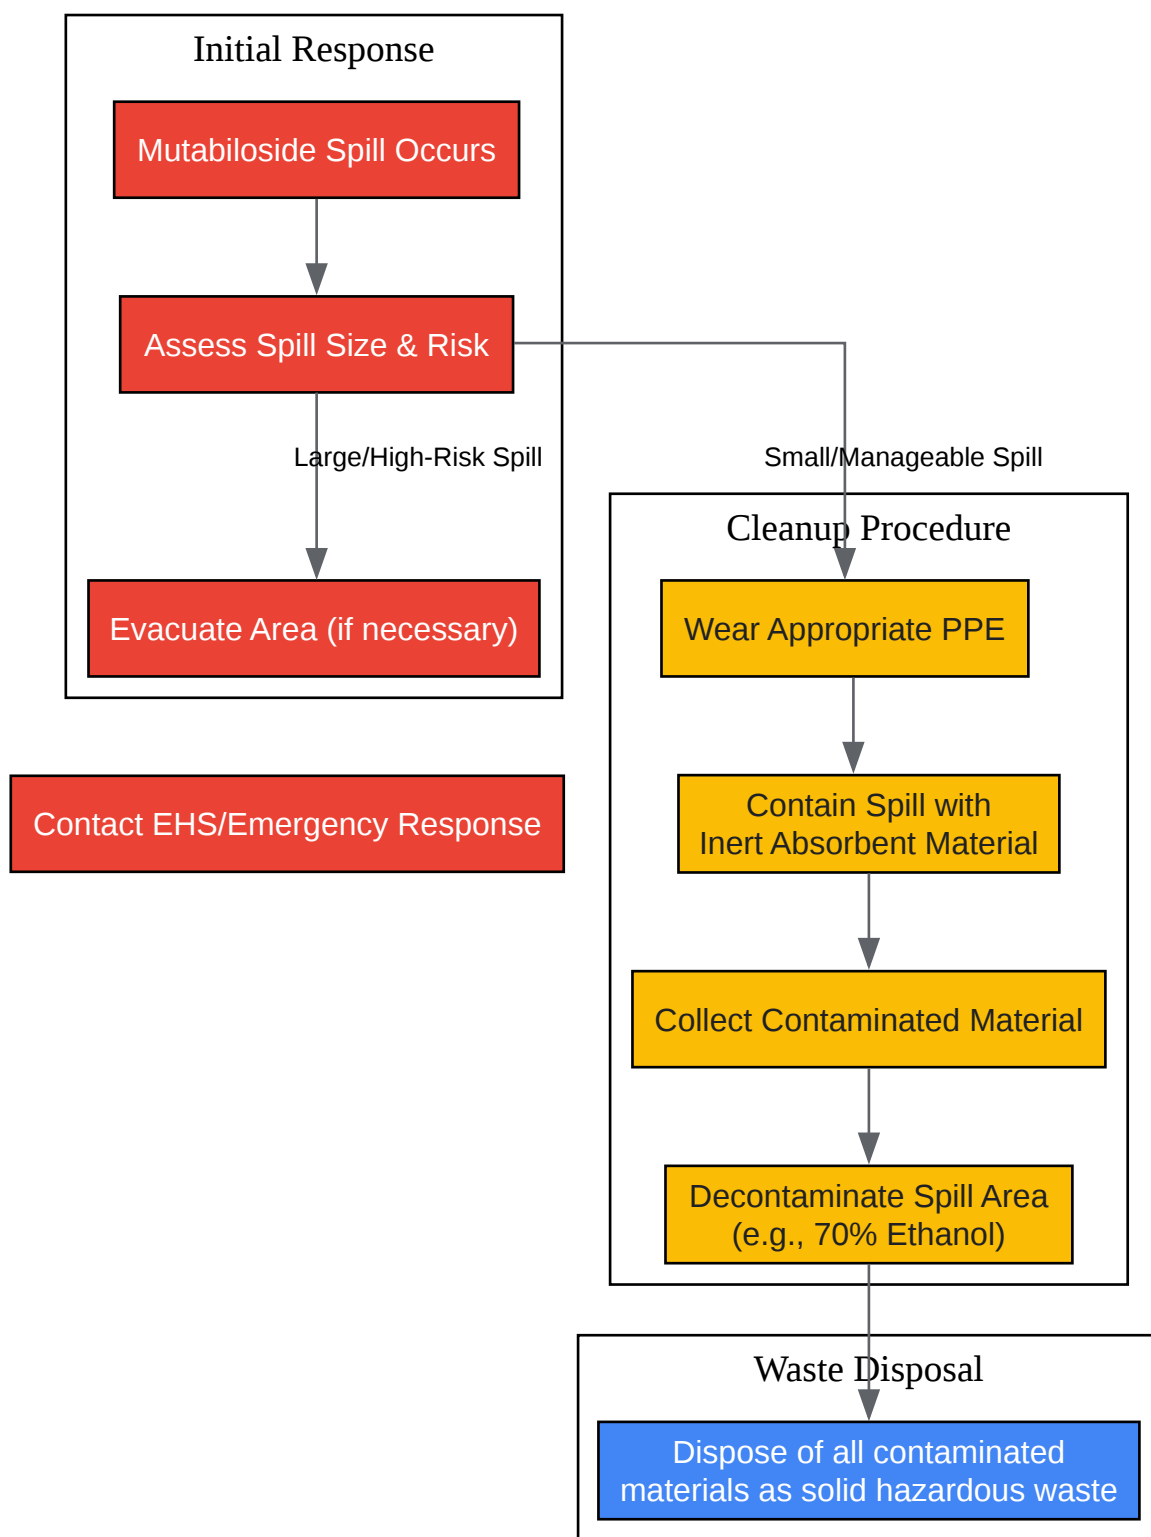 Initial Response
Mutabiloside Spill Occurs
Assess Spill Size & Risk
Large/High-Risk Spill
Small/Manageable Spill
Evacuate Area (if necessary)
Contact EHS/Emergency Response
Cleanup Procedure
Wear Appropriate PPE
Contain Spill with
Inert Absorbent Material
Collect Contaminated Material
Decontaminate Spill Area
(e.g., 70% Ethanol)
Waste Disposal
Dispose of all contaminated
materials as solid hazardous waste